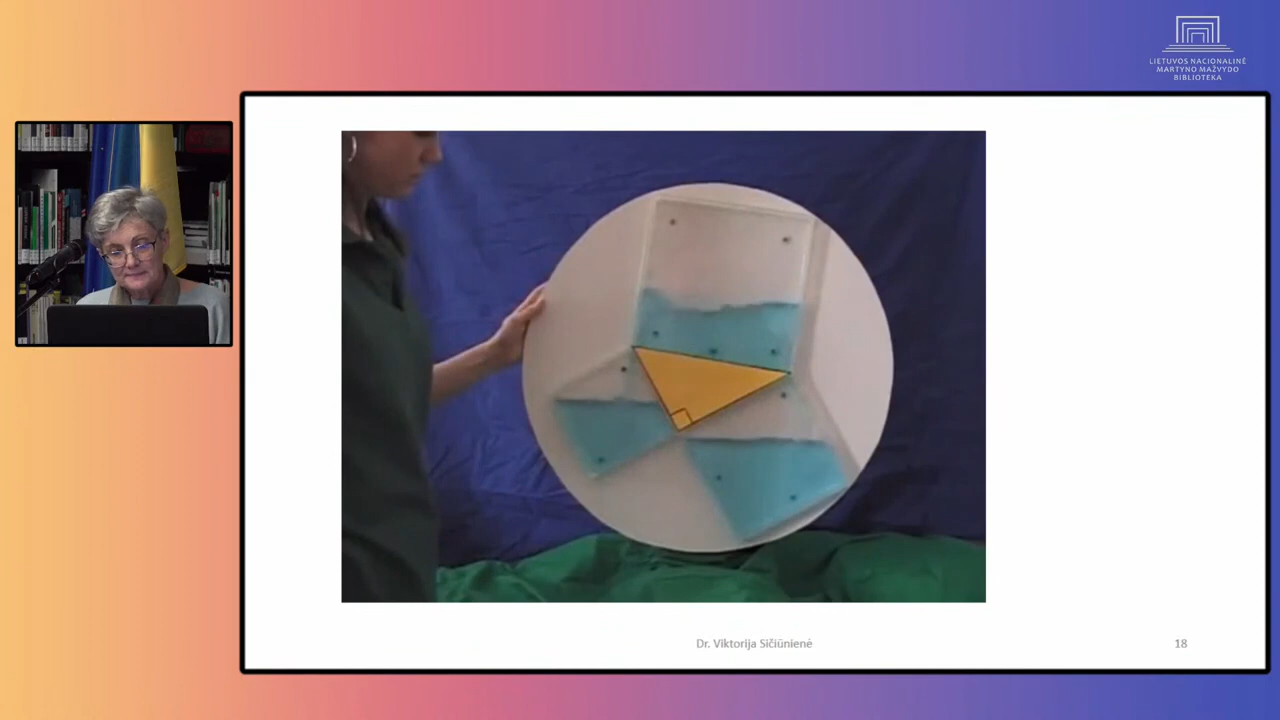 LIETUVOS NACIONALINĖ
MARTYNO MAŽVYDO
BIBLIOTEKA
Dr. Viktorija Sičiūnienė
18